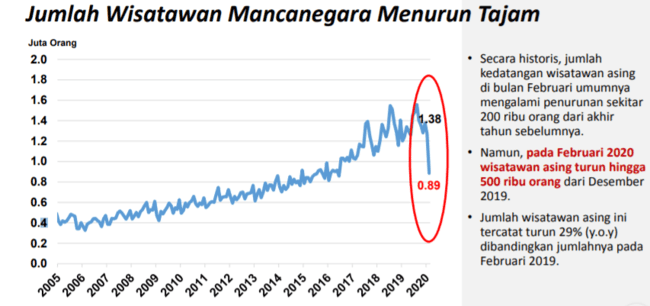 Jumlah Wisatawan Mancanegara Menurun Tajam
Juta Orang
2.0
1.8
1.6
1.4
1.2
1.0
0.8
0.6
0.4
0.2
0.0
1.38
0.89
2005
2006
2007
2008
2009
2010
2011
2012
2013
2014
2015
2016
2017
2018
2019
2020
• Secara historis, jumlah
kedatangan wisatawan asing
di bulan Februari umumnya
mengalami penurunan sekitar
200 ribu orang dari akhir
tahun sebelumnya.
• Namun, pada Februari 2020
wisatawan asing turun hingga
500 ribu orang dari Desember
2019.
• Jumlah wisatawan asing ini
tercatat turun 29% (y.o.y)
dibandingkan jumlahnya pada
Februari 2019.